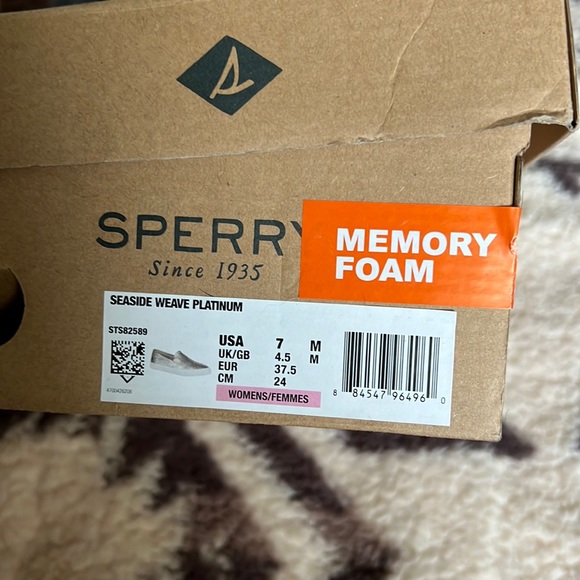 SPERRY
Since 1935
MEMORY
FOAM
SEASIDE WEAVE PLATINUM
STS82589
USA 7 M
UK/GB 4.5 M
EUR 37.5
CM 24
WOMENS/FEMMES
8 84547 96496 0